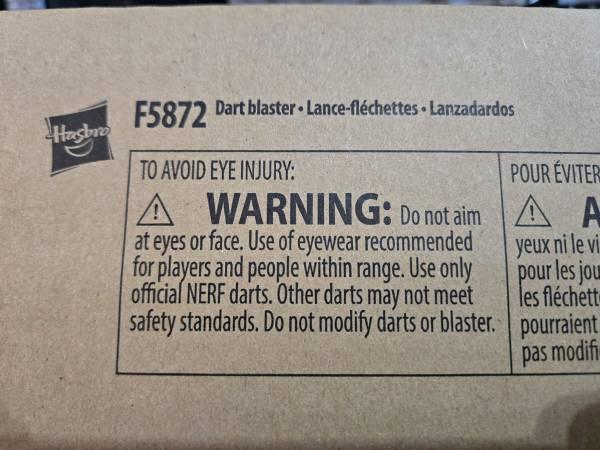 Hasbro
F5872 Dart blaster • Lance-fléchettes • Lanzadardos
TO AVOID EYE INJURY:
WARNING: Do not aim
at eyes or face. Use of eyewear recommended
for players and people within range. Use only
official NERF darts. Other darts may not meet
safety standards. Do not modify darts or blaster.
POUR ÉVITER
A
yeux ni le vi
pour les jou
les fléchett
pourraient
pas modifi